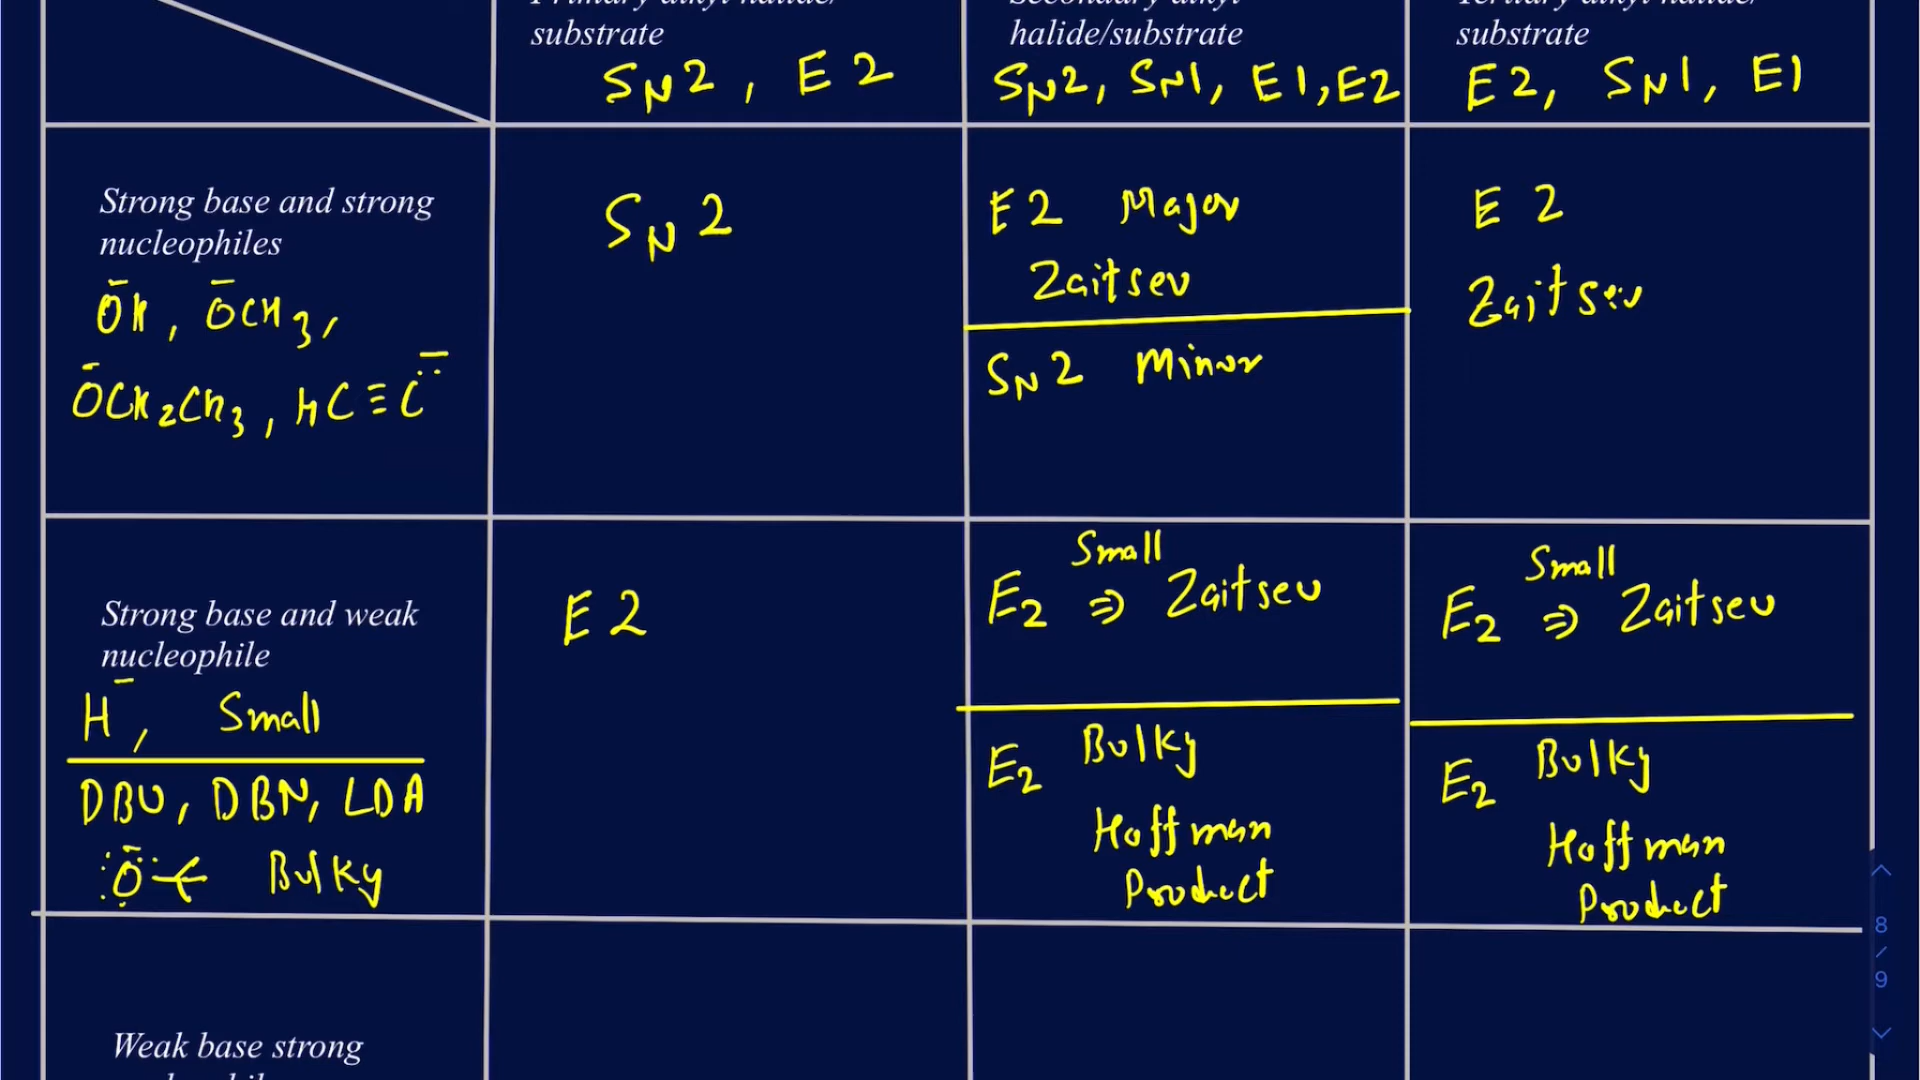 substrate
SN2, E2
halide/substrate
SN2, SN1, E1, E2
substrate
E2, SN1, E1
Strong base and strong
nucleophiles
ŌH, ŌCH3,
ŌCH2CH3, HC≡C̄:
SN2
E2 Major
Zaitsev
SN2 Minor
E2
Zaitsev
Strong base and weak
nucleophile
H⁻, Small
DBU, DBN, LDA
Bulky
E2
Small
E2 ⇒ Zaitsev
E2 Bulky
Hoffman
Product
Small
E2 ⇒ Zaitsev
E2 Bulky
Hoffman
Product
8
/
9
Weak base strong